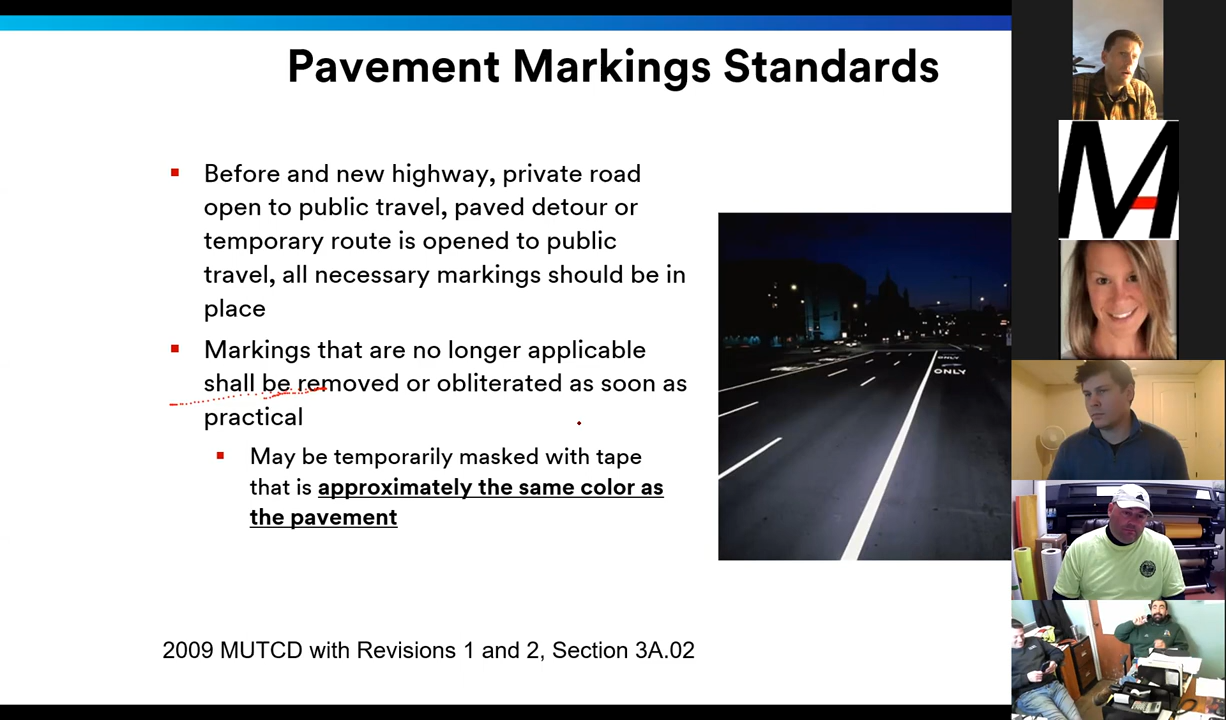 Pavement Markings Standards
Before and new highway, private road
open to public travel, paved detour or
temporary route is opened to public
travel, all necessary markings should be in
place
Markings that are no longer applicable
shall be removed or obliterated as soon as
practical
May be temporarily masked with tape
that is approximately the same color as
the pavement
ONLY
ONLY
2009 MUTCD with Revisions 1 and 2, Section 3A.02
MA